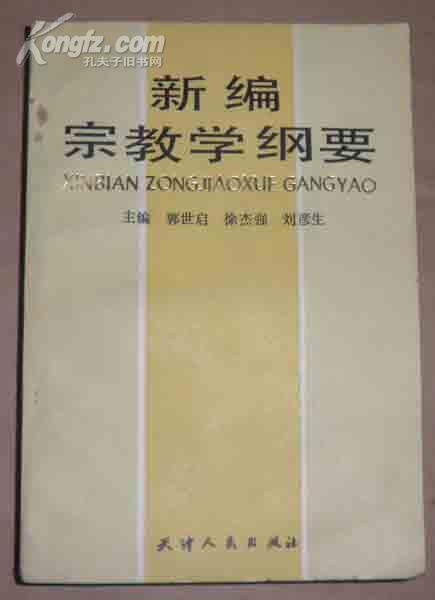 Kongfz.com
孔夫子旧书网
新编
宗教学纲要
XINBIAN ZONGJIAOXUE GANGYAO
主编 郭世启 徐杰强 刘彦生
天津人民出版社